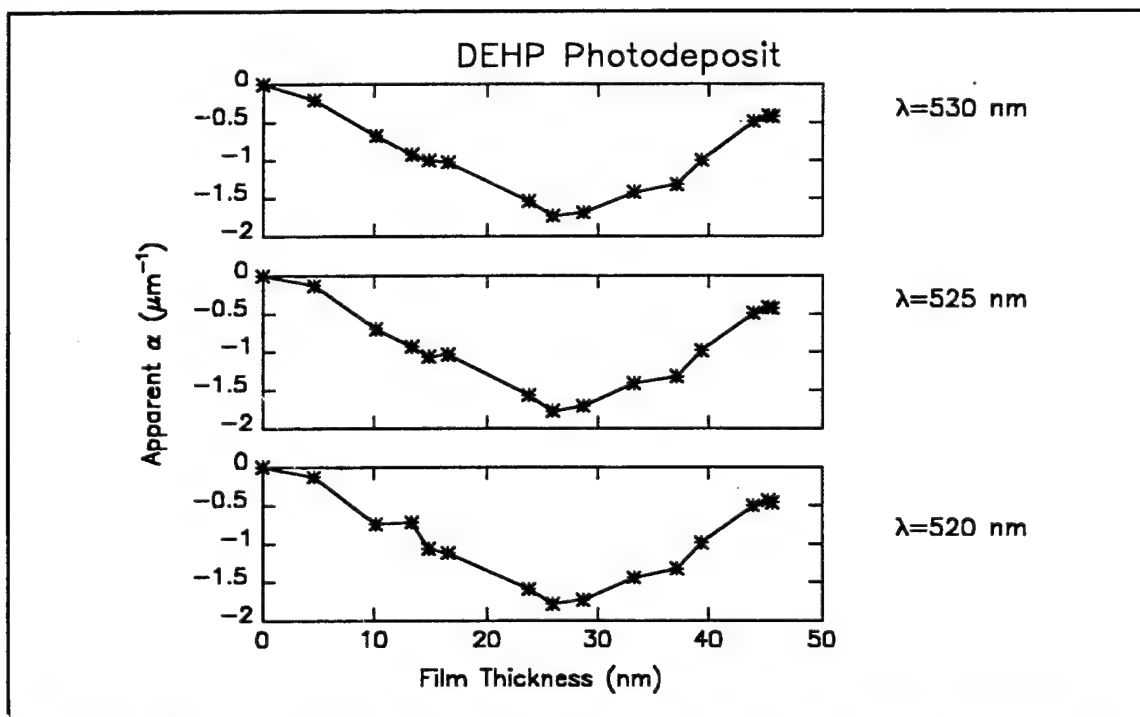 DEHP Photodeposit
0
-0.5
-1
-1.5
-2
λ=530 nm
0
-0.5
-1
-1.5
-2
λ=525 nm
Apparent α (μm⁻¹)
0
-0.5
-1
-1.5
-2
λ=520 nm
0 10 20 30 40 50
Film Thickness (nm)